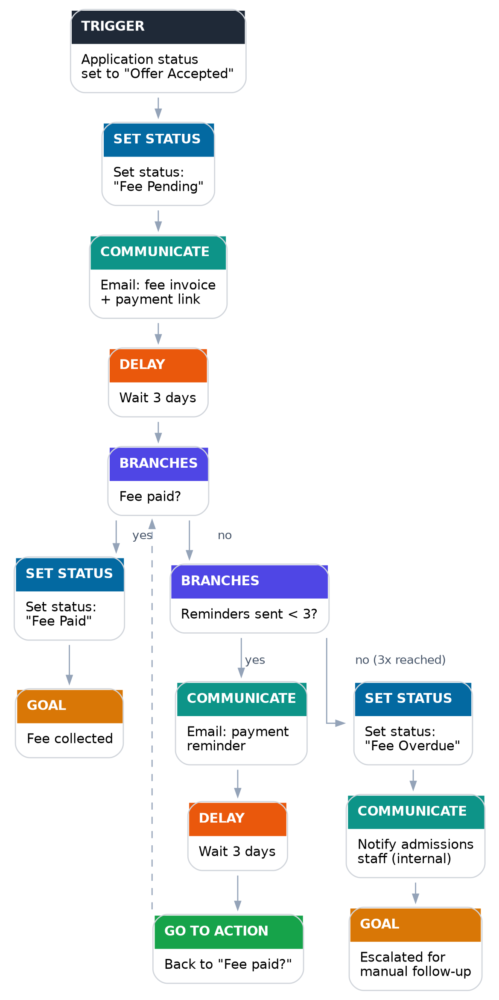 TRIGGER
Application status
set to "Offer Accepted"
SET STATUS
Set status:
"Fee Pending"
COMMUNICATE
Email: fee invoice
+ payment link
DELAY
Wait 3 days
BRANCHES
Fee paid?
yes
no
SET STATUS
Set status:
"Fee Paid"
GOAL
Fee collected
BRANCHES
Reminders sent < 3?
yes
no (3x reached)
COMMUNICATE
Email: payment
reminder
DELAY
Wait 3 days
GO TO ACTION
Back to "Fee paid?"
SET STATUS
Set status:
"Fee Overdue"
COMMUNICATE
Notify admissions
staff (internal)
GOAL
Escalated for
manual follow-up